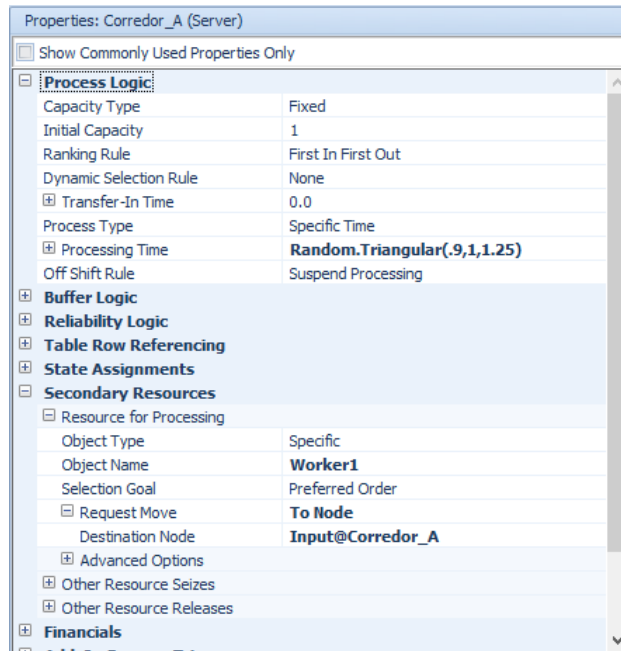 Properties: Corredor_A (Server)
Show Commonly Used Properties Only
Process Logic
Capacity Type Fixed
Initial Capacity 1
Ranking Rule First In First Out
Dynamic Selection Rule None
Transfer-In Time 0.0
Process Type Specific Time
Processing Time Random.Triangular(.9,1,1.25)
Off Shift Rule Suspend Processing
Buffer Logic
Reliability Logic
Table Row Referencing
State Assignments
Secondary Resources
Resource for Processing
Object Type Specific
Object Name Worker1
Selection Goal Preferred Order
Request Move To Node
Destination Node Input@Corredor_A
Advanced Options
Other Resource Seizes
Other Resource Releases
Financials